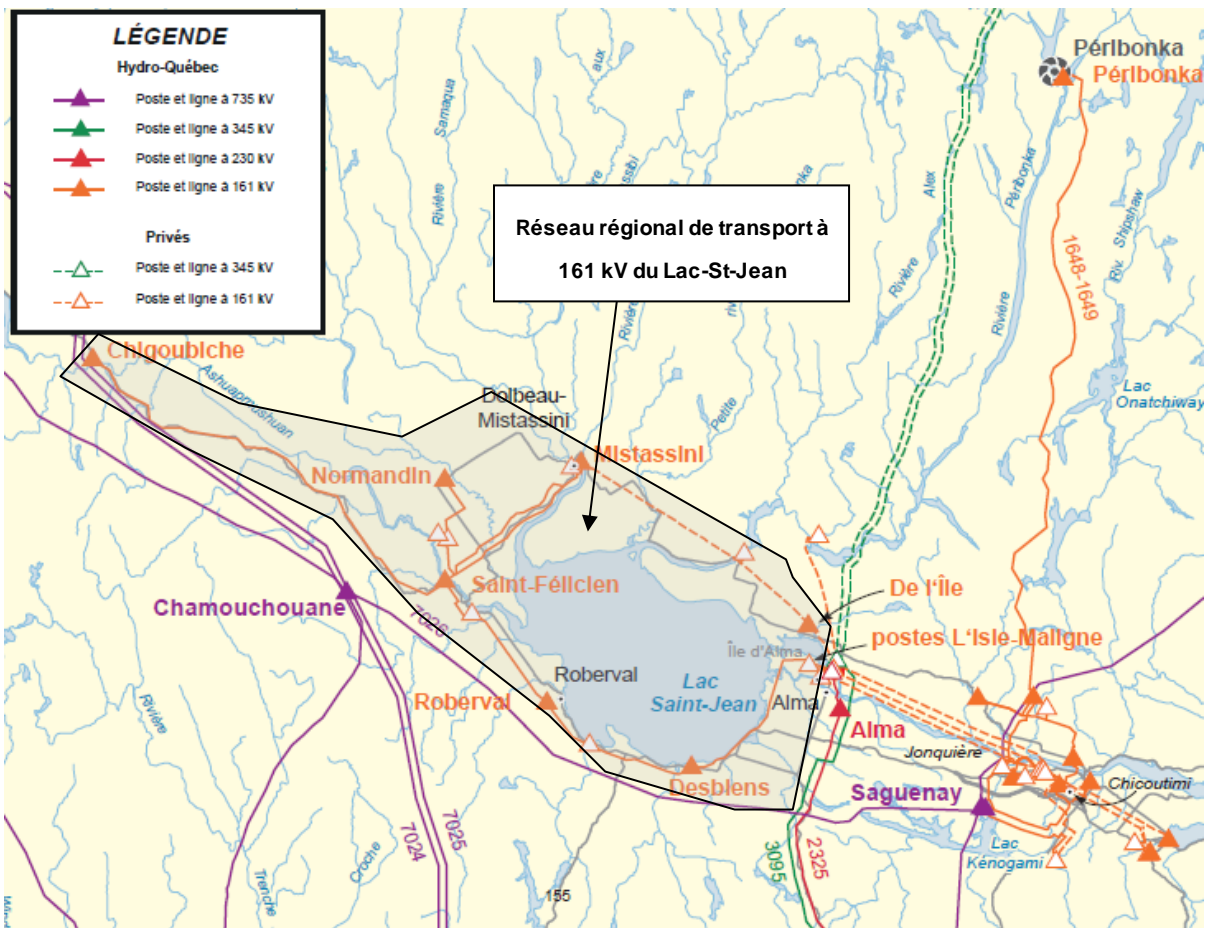 LÉGENDE
Hydro-Québec
Poste et ligne à 735 kV
Poste et ligne à 345 kV
Poste et ligne à 230 kV
Poste et ligne à 161 kV
Privés
Poste et ligne à 345 kV
Poste et ligne à 161 kV
Réseau régional de transport à
161 kV du Lac-St-Jean
Péribonka
Péribonka
aux
Samaqua
Rivière
Rivière
Alex
Rivière
Péribonka
Rivière
Riv. Shipshaw
1648-1649
Lac
Onatchiway
Petite
Chigoubiche
Ashuapmushuan
Dolbeau-
Mistassini
Mistassini
Normandin
Saint-Félicien
Chamouchouane
7026
De l'Île
postes L'Isle-Maligne
Île d'Alma
Roberval
Roberval
Lac
Saint-Jean
Alma
Alma
Jonquière
Chicoutimi
Desbiens
Saguenay
Lac
Kénogami
Rivière
7024
7025
3095
2325
Croche
Trenche
155